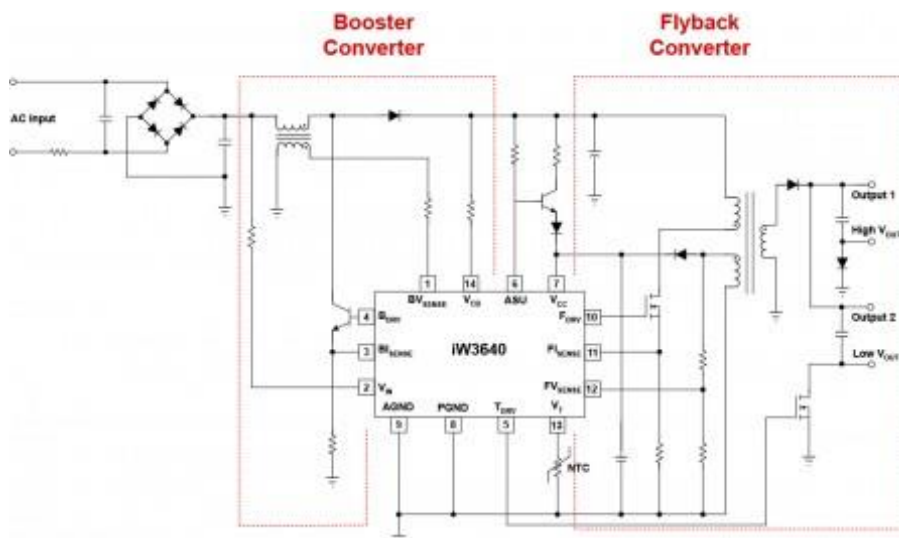 Booster
Converter
Flyback
Converter
AC input
Output 1
High VOUT
Output 2
Low VOUT
1
14
6
7
BVSENSE
VCB
ASU
VCC
4
BDRV
FDRV
10
iW3640
3
BISENSE
FISENSE
11
2
VIN
FVSENSE
12
AGND
PGND
TDRV
VT
9
8
5
13
NTC